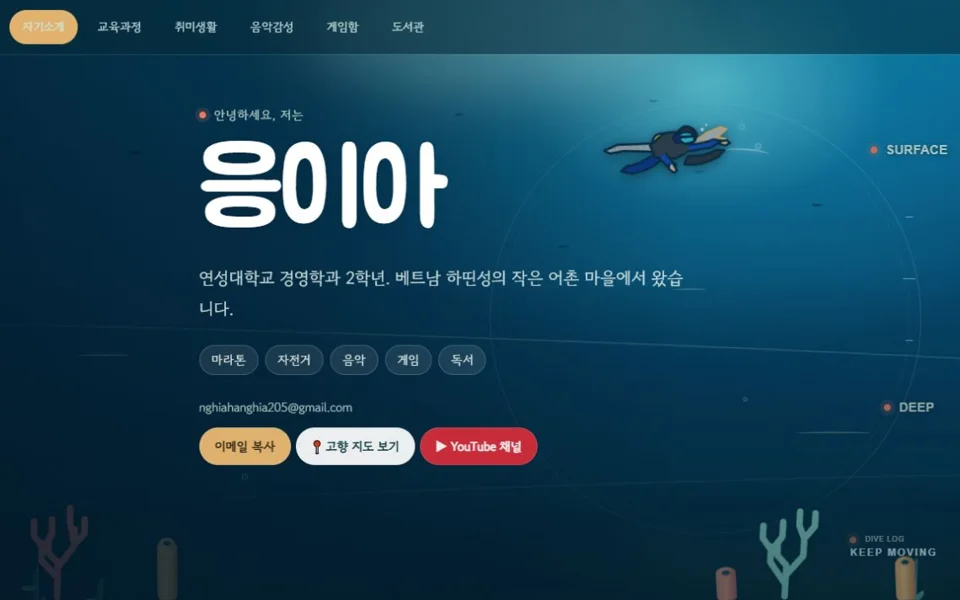 자기소개 교육과정 취미생활 음악감성 게임함 도서관
안녕하세요, 저는
응이아
연성대학교 경영학과 2학년. 베트남 하띤성의 작은 어촌 마을에서 왔습
니다.
마라톤 자전거 음악 게임 독서
nghiahanghia205@gmail.com
이메일 복사 고향 지도 보기 YouTube 채널
SURFACE
DEEP
DIVE LOG
KEEP MOVING